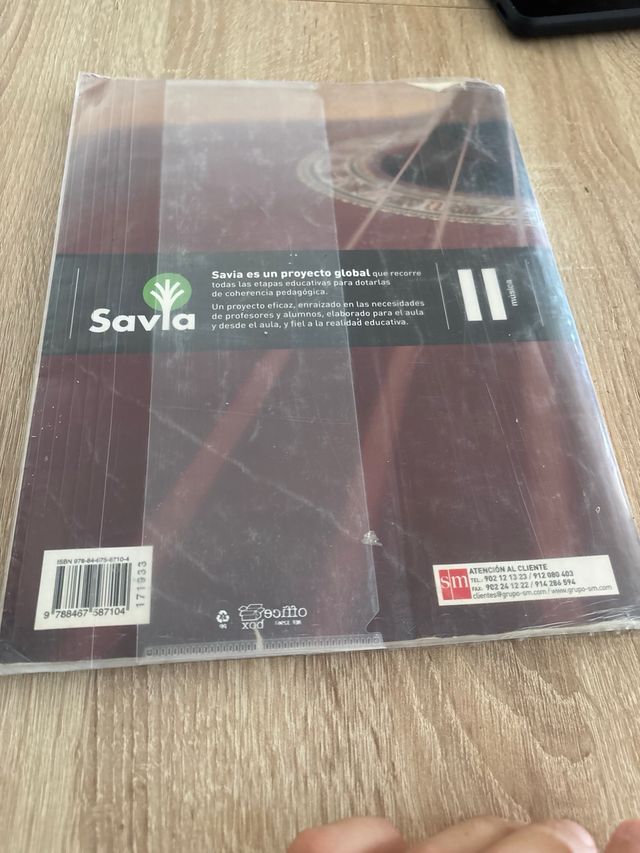 Savia
Savia es un proyecto global que recorre
todas las etapas educativas para dotarlas
de coherencia pedagógica.
Un proyecto eficaz, enraizado en las necesidades
de profesores y alumnos, elaborado para el aula
y desde el aula, y fiel a la realidad educativa.
II
música
ISBN 978-84-675-8710-4
9 788467 587104
171933
office
box
sm
ATENCIÓN AL CLIENTE
TEL. 902 12 13 23 / 912 080 403
FAX. 902 24 12 22 / 914 286 594
clientes@grupo-sm.com / www.grupo-sm.com